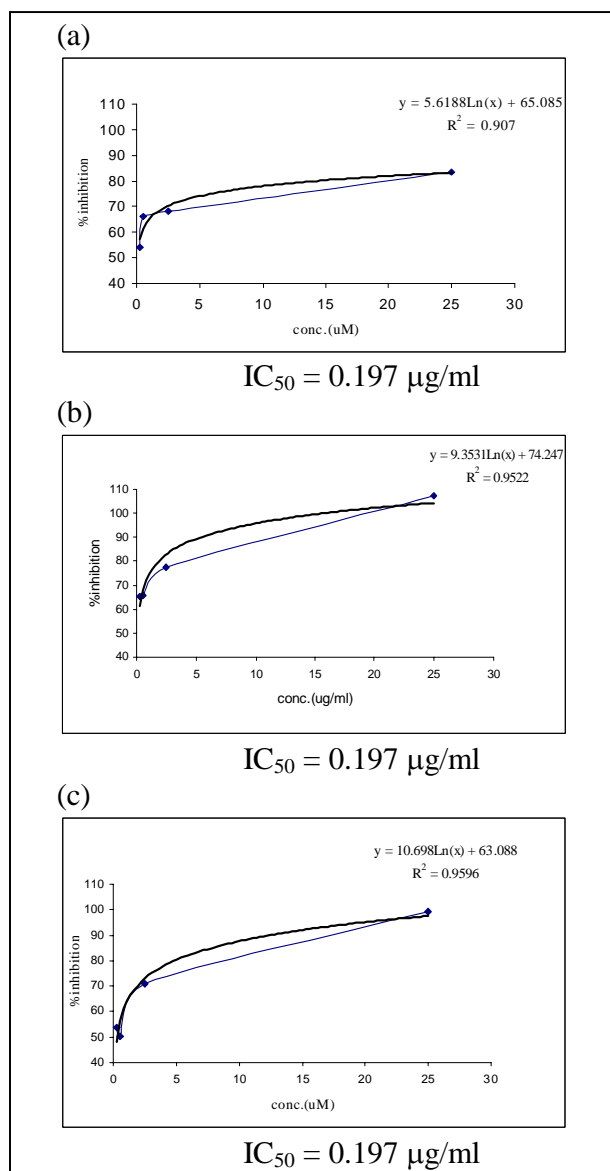 (a)
y = 5.6188Ln(x) + 65.085
R² = 0.907
110
100
90
80
70
60
50
40
%inhibition
0 5 10 15 20 25 30
conc.(uM)
IC₅₀ = 0.197 μg/ml
(b)
y = 9.3531Ln(x) + 74.247
R² = 0.9522
110
100
90
80
70
60
50
40
%inhibition
0 5 10 15 20 25 30
conc.(ug/ml)
IC₅₀ = 0.197 μg/ml
(c)
y = 10.698Ln(x) + 63.088
R² = 0.9596
110
100
90
80
70
60
50
40
%inhibition
0 5 10 15 20 25 30
conc.(uM)
IC₅₀ = 0.197 μg/ml